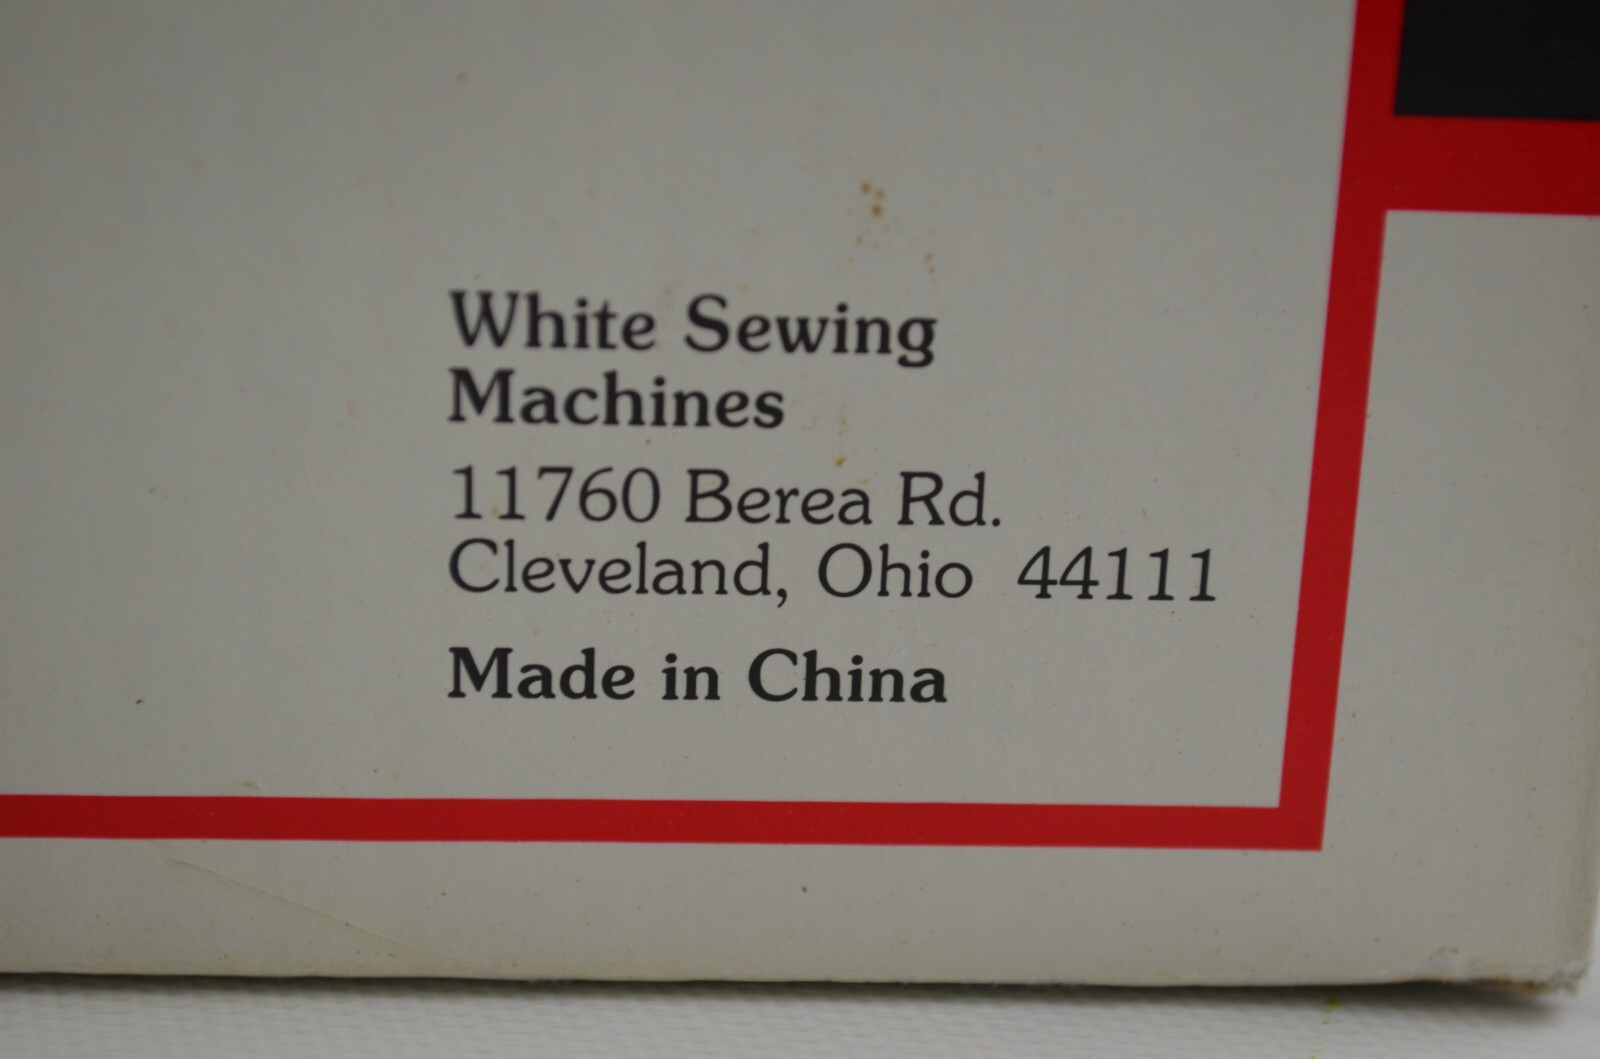 White Sewing
Machines
11760 Berea Rd.
Cleveland, Ohio 44111
Made in China